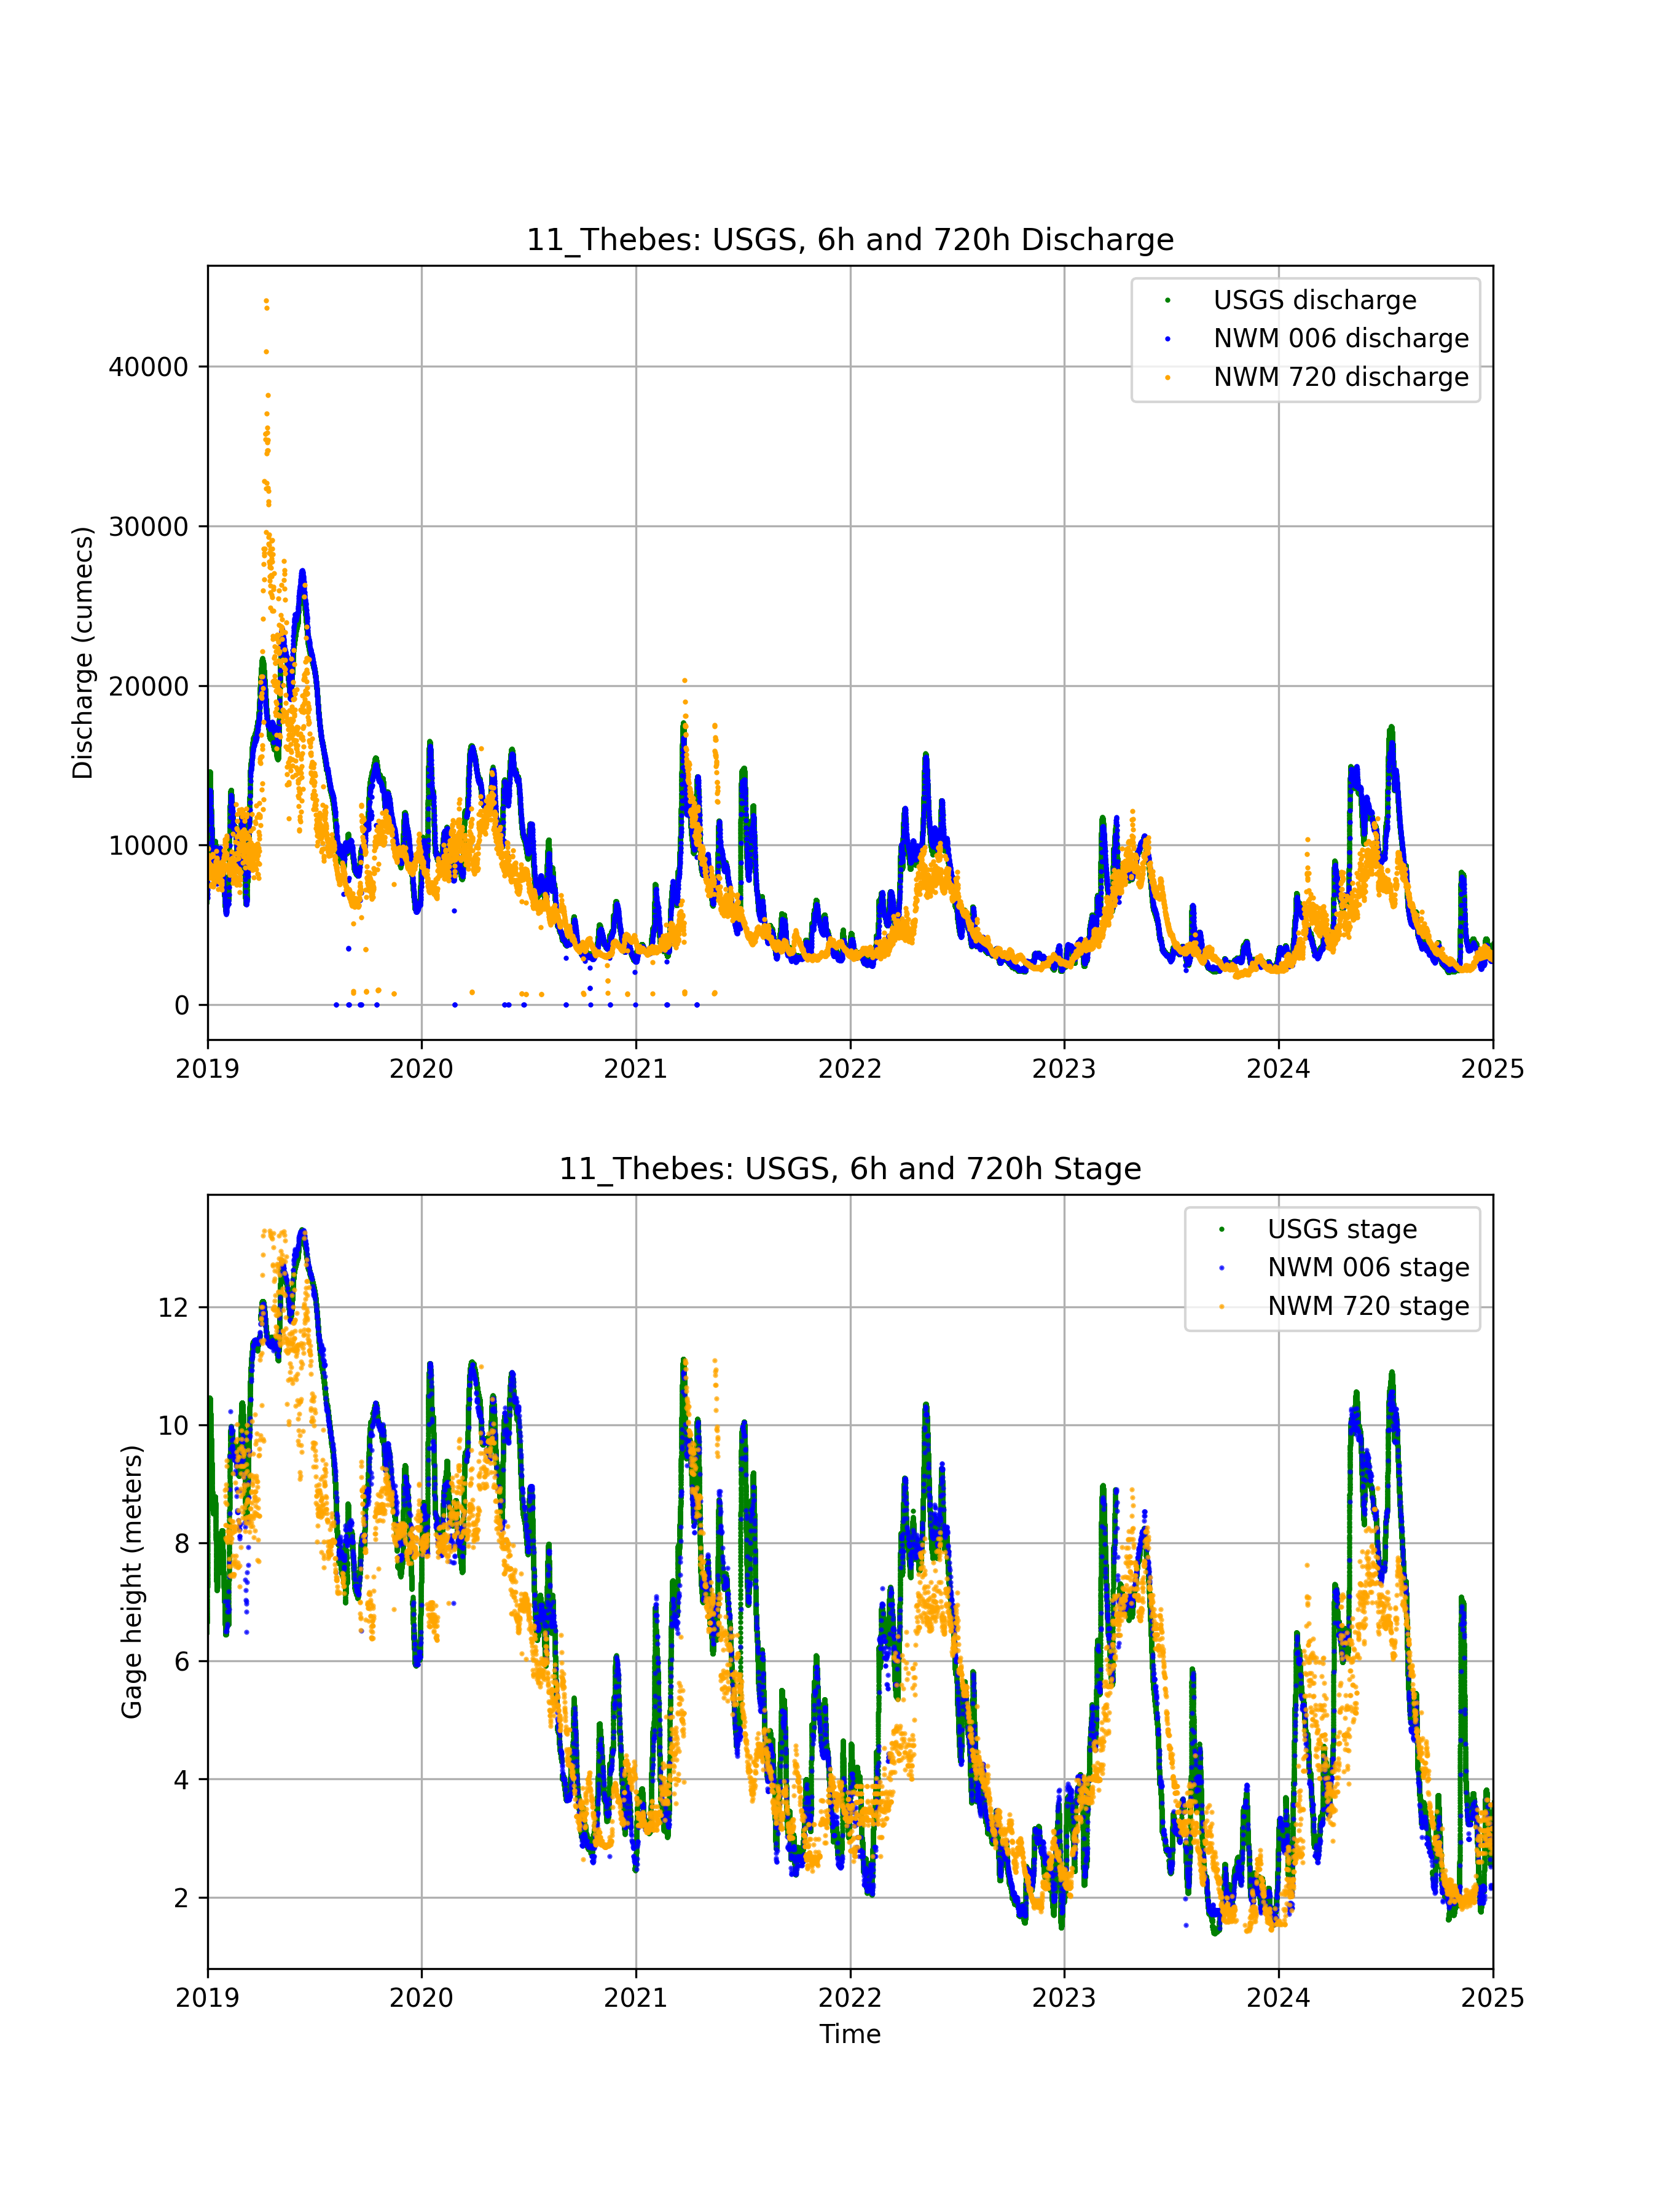 11_Thebes: USGS, 6h and 720h Discharge
USGS discharge
NWM 006 discharge
NWM 720 discharge
Discharge (cumecs)
40000
30000
20000
10000
0
2019 2020 2021 2022 2023 2024 2025
11_Thebes: USGS, 6h and 720h Stage
USGS stage
NWM 006 stage
NWM 720 stage
Gage height (meters)
12
10
8
6
4
2
2019 2020 2021 2022 2023 2024 2025
Time